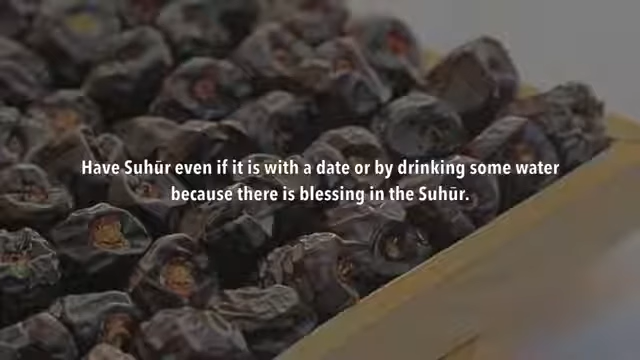 Have Suhūr even if it is with a date or by drinking some water
because there is blessing in the Suhūr.